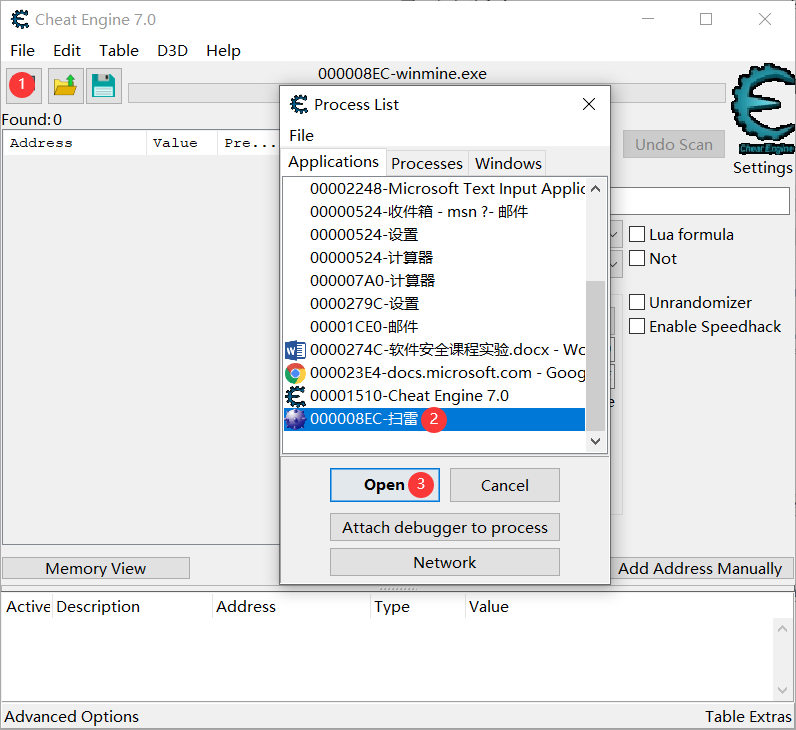 Cheat Engine 7.0
File Edit Table D3D Help
000008EC-winmine.exe
1
Found: 0
Address Value Pre...
Undo Scan
Cheat Engine
Settings
Lua formula
Not
Unrandomizer
Enable Speedhack
Process List
File
Applications Processes Windows
00002248-Microsoft Text Input Applic
00000524-收件箱 - msn ?- 邮件
00000524-设置
00000524-计算器
000007A0-计算器
0000279C-设置
00001CE0-邮件
0000274C-软件安全课程实验.docx - Wo
000023E4-docs.microsoft.com - Goog
00001510-Cheat Engine 7.0
000008EC-扫雷 2
Open 3 Cancel
Attach debugger to process
Network
Memory View
Add Address Manually
Active Description Address Type Value
Advanced Options Table Extras